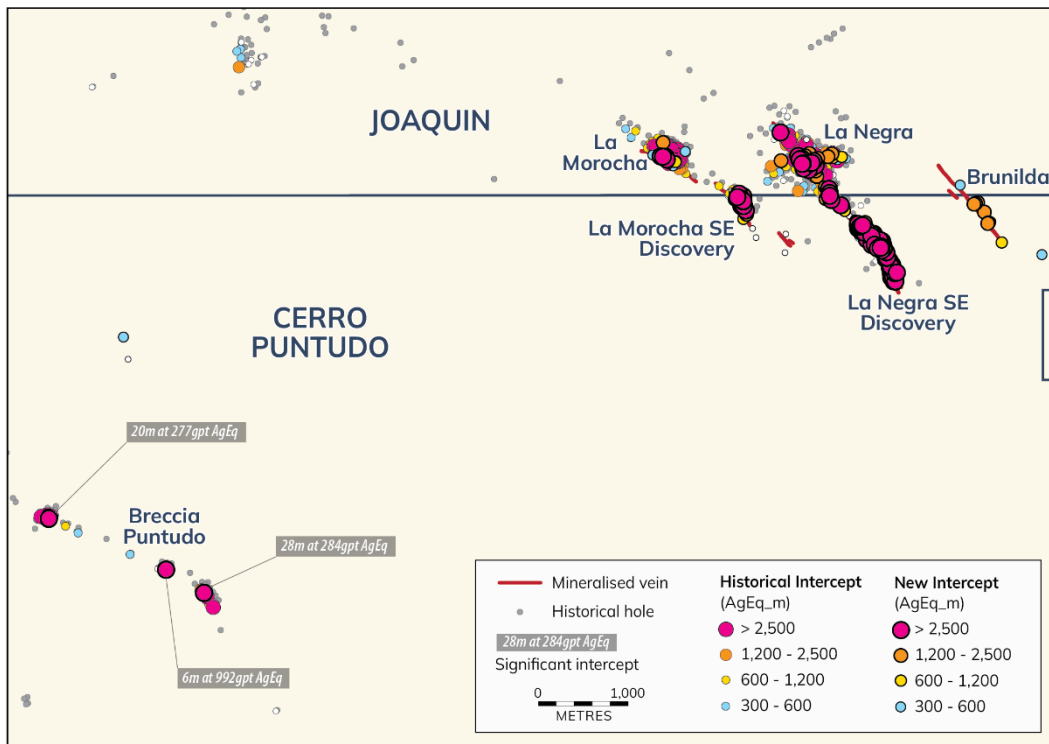 JOAQUIN
La
Morocha
La Negra
Brunilda
La Morocha SE
Discovery
La Negra SE
Discovery
CERRO
PUNTUDO
20m at 277gpt AgEq
Breccia
Puntudo
28m at 284gpt AgEq
6m at 992gpt AgEq
Mineralised vein
Historical hole
28m at 284gpt AgEq
Significant intercept
0 1,000
METRES
Historical Intercept
(AgEq_m)
> 2,500
1,200 - 2,500
600 - 1,200
300 - 600
New Intercept
(AgEq_m)
> 2,500
1,200 - 2,500
600 - 1,200
300 - 600